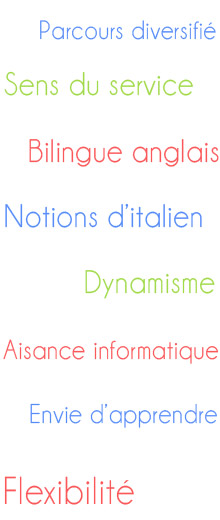 Parcours diversifié
Sens du service
Bilingue anglais
Notions d'italien
Dynamisme
Aisance informatique
Envie d'apprendre
Flexibilité